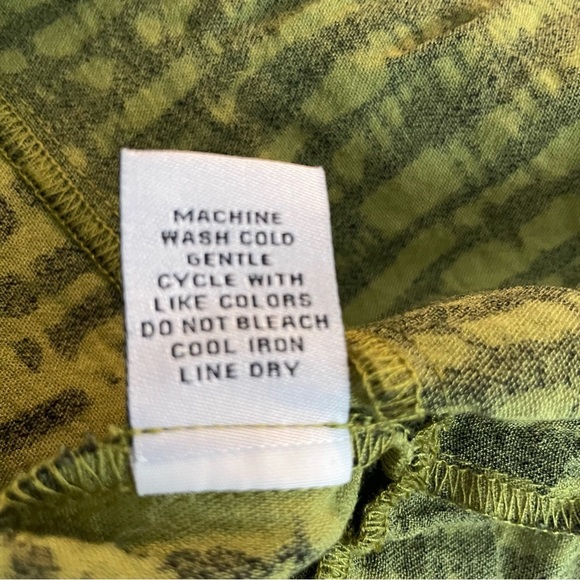 MACHINE
WASH COLD
GENTLE
CYCLE WITH
LIKE COLORS
DO NOT BLEACH
COOL IRON
LINE DRY